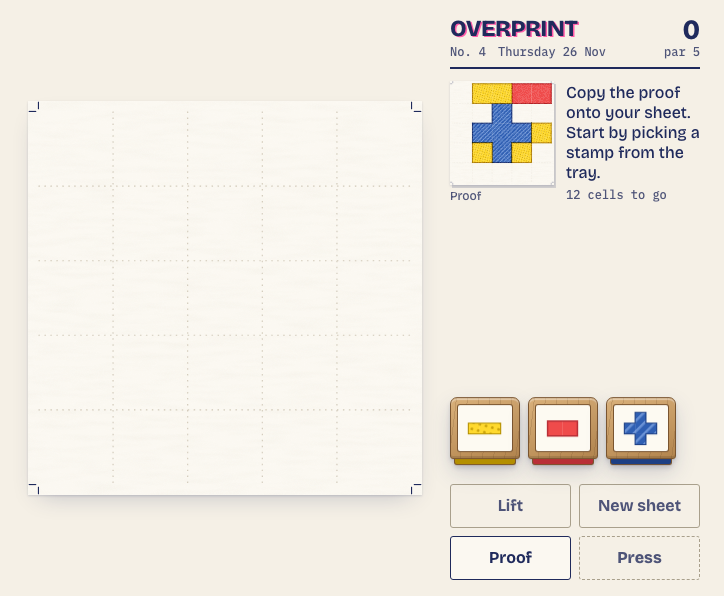 OVERPRINT
0
No. 4 Thursday 26 Nov
par 5
Copy the proof
onto your sheet.
Start by picking a
stamp from the
tray.
12 cells to go
Proof
Lift
New sheet
Proof
Press